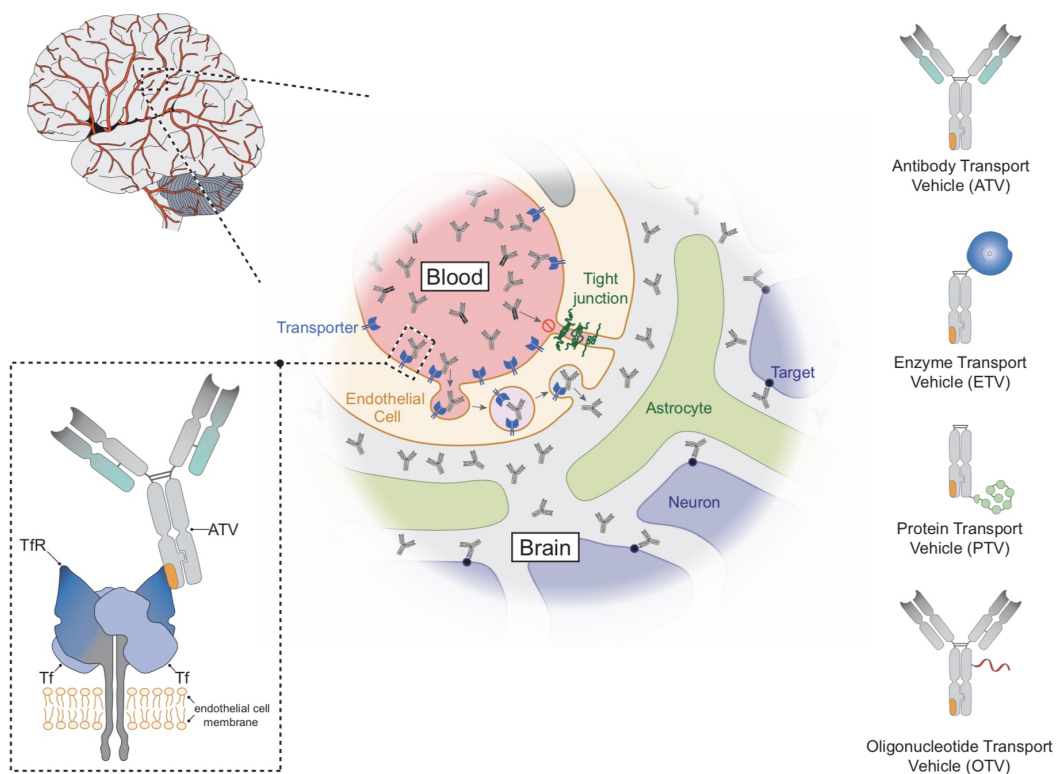 Blood
Tight
junction
Transporter
Endothelial
Cell
Target
Astrocyte
Neuron
Brain
ATV
TfR
Tf
Tf
endothelial cell
membrane
Antibody Transport
Vehicle (ATV)
Enzyme Transport
Vehicle (ETV)
Protein Transport
Vehicle (PTV)
Oligonucleotide Transport
Vehicle (OTV)